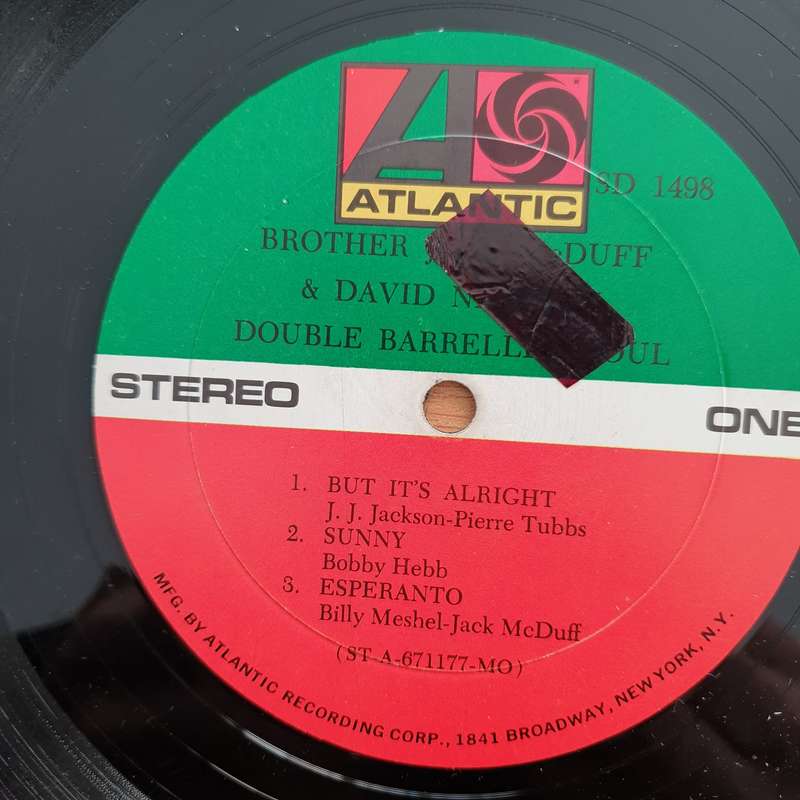 ATLANTIC
SD 1498
BROTHER DUFF
& DAVID
DOUBLE BARRELLE OUL
STEREO
ONE
1. BUT IT'S ALRIGHT
J. J. Jackson-Pierre Tubbs
2. SUNNY
Bobby Hebb
3. ESPERANTO
Billy Meshel-Jack McDuff
(ST A-671177-MO)
MFG. BY ATLANTIC RECORDING CORP., 1841 BROADWAY, NEW YORK, N.Y.